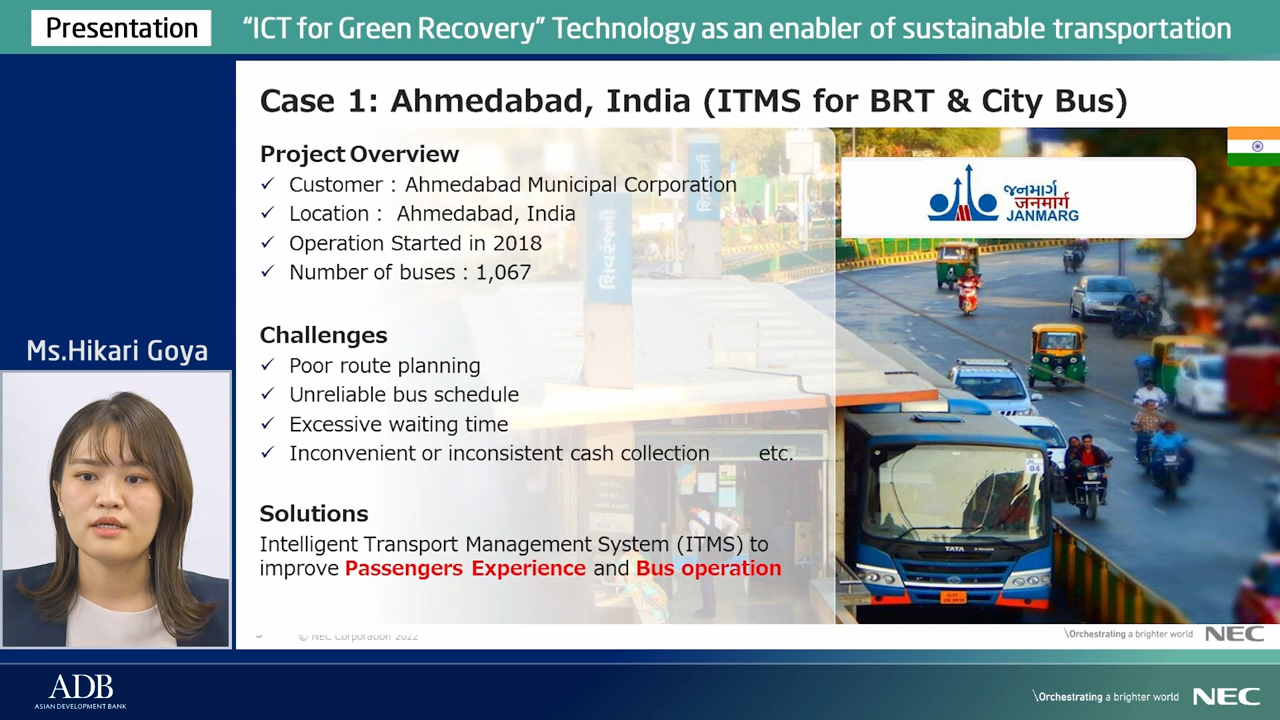 Presentation
“ICT for Green Recovery” Technology as an enabler of sustainable transportation
Case 1: Ahmedabad, India (ITMS for BRT & City Bus)
Project Overview
✓ Customer : Ahmedabad Municipal Corporation
✓ Location : Ahmedabad, India
✓ Operation Started in 2018
✓ Number of buses : 1,067
Challenges
✓ Poor route planning
✓ Unreliable bus schedule
✓ Excessive waiting time
✓ Inconvenient or inconsistent cash collection etc.
Solutions
Intelligent Transport Management System (ITMS) to
improve Passengers Experience and Bus operation
જનમાર્ગ
जनमार्ग
JANMARG
04
TATA
Ms.Hikari Goya
© NEC Corporation 2022
\Orchestrating a brighter world NEC
ADB
ASIAN DEVELOPMENT BANK
\Orchestrating a brighter world NEC